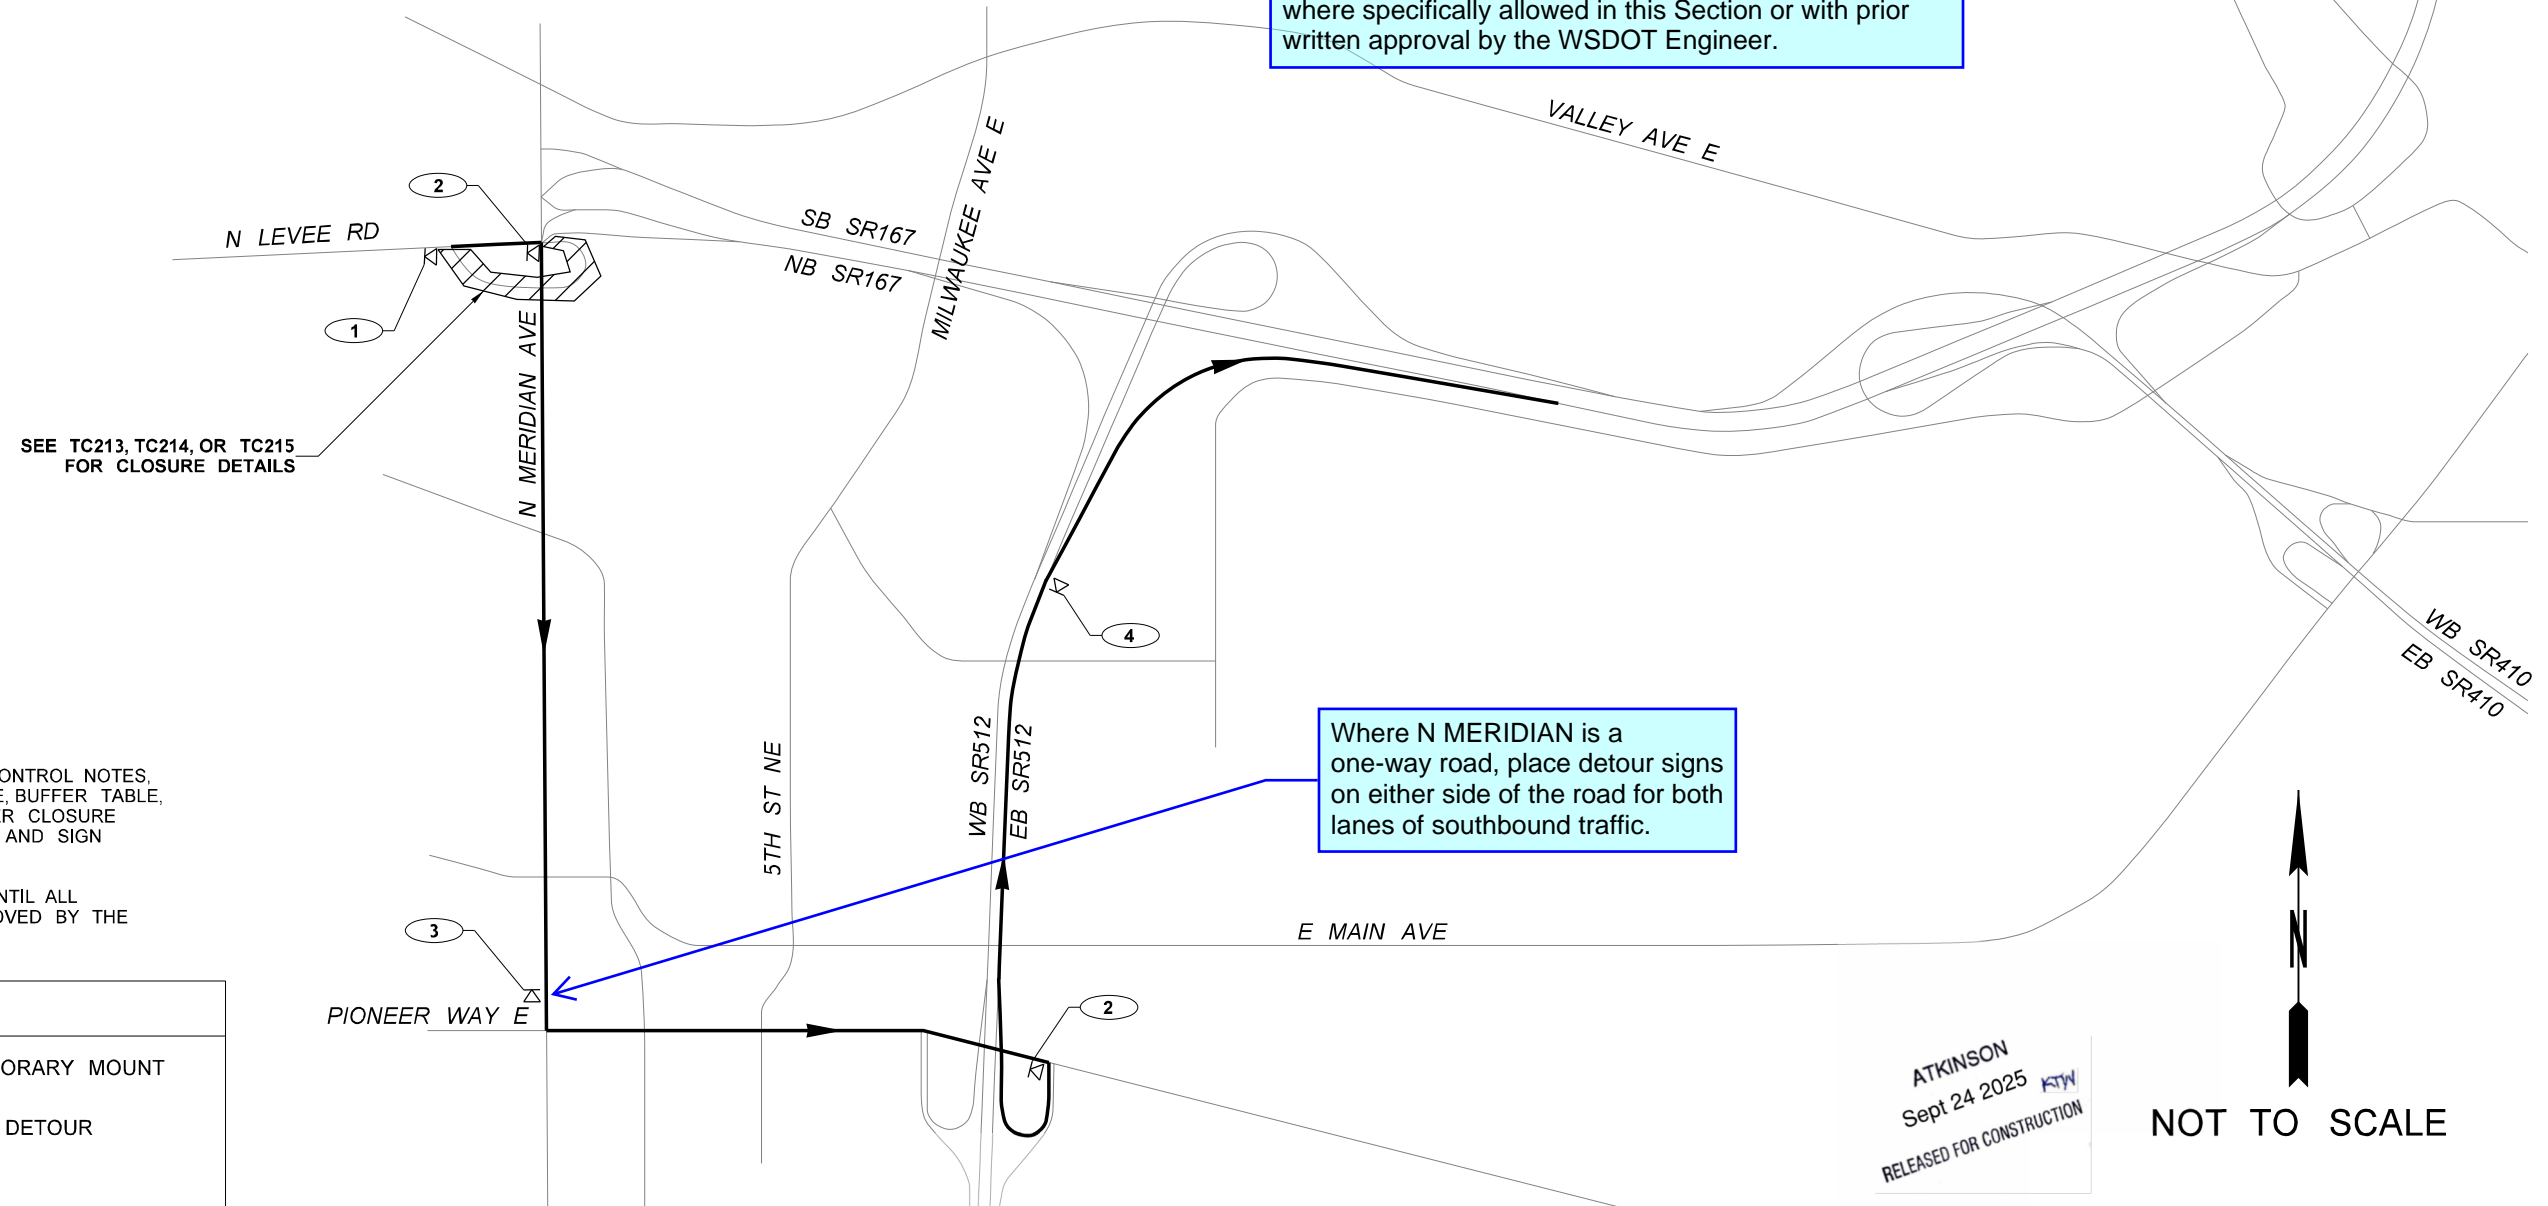 where specifically allowed in this Section or with prior
written approval by the WSDOT Engineer.
VALLEY AVE E
MILWAUKEE AVE E
2
N LEVEE RD
SB SR167
NB SR167
1
N MERIDIAN AVE
SEE TC213, TC214, OR TC215
FOR CLOSURE DETAILS
4
WB SR410
EB SR410
Where N MERIDIAN is a
one-way road, place detour signs
on either side of the road for both
lanes of southbound traffic.
WB SR512
EB SR512
5TH ST NE
ONTROL NOTES,
E, BUFFER TABLE,
ER CLOSURE
AND SIGN
NTIL ALL
OVED BY THE
3
E MAIN AVE
N
PIONEER WAY E
2
ORARY MOUNT
DETOUR
ATKINSON
Sept 24 2025 KTW
RELEASED FOR CONSTRUCTION
NOT TO SCALE